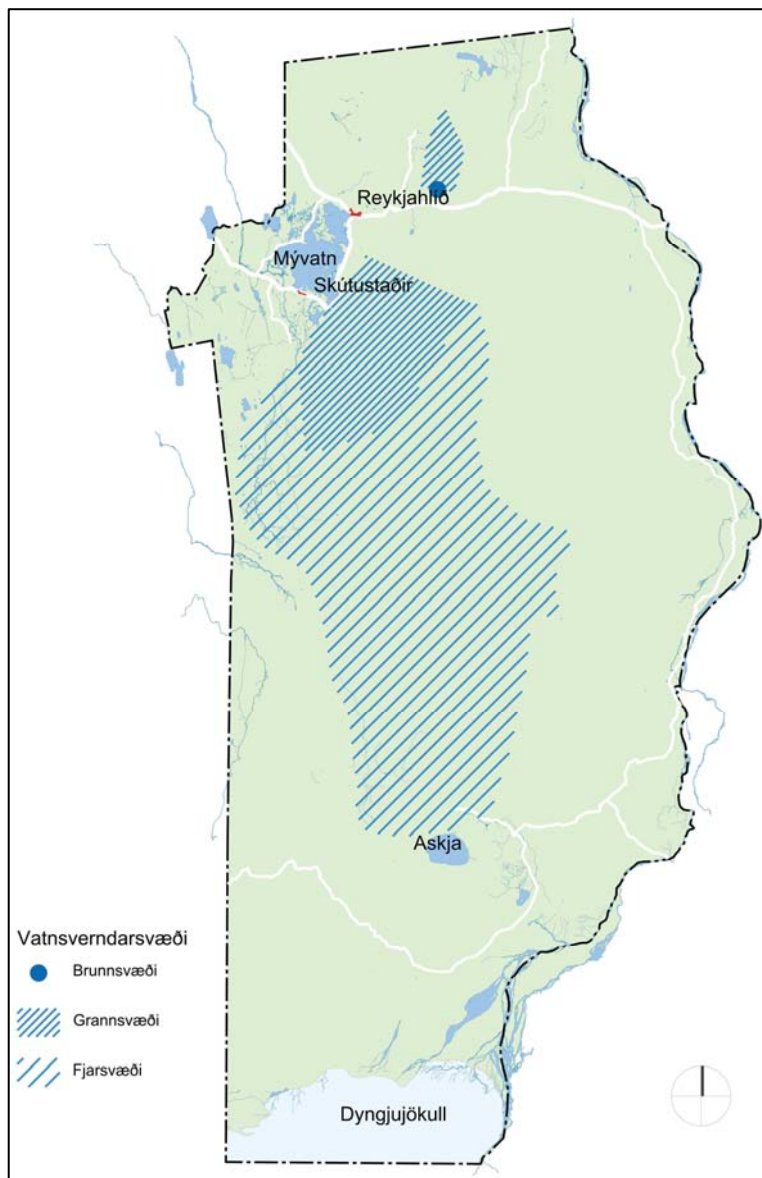 Reykjahlíð
Mývatn
Skútustaðir
Askja
Vatnsverndarsvæði
Brunnsvæði
Grannsvæði
Fjarsvæði
Dyngjujökull